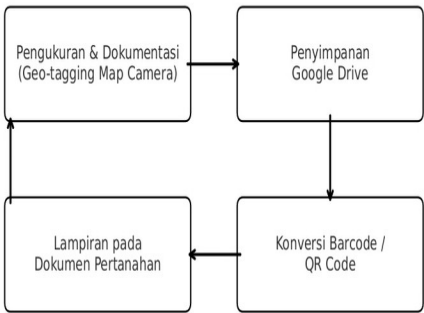 Pengukuran & Dokumentasi
(Geo-tagging Map Camera)
Penyimpanan
Google Drive
Konversi Barcode /
QR Code
Lampiran pada
Dokumen Pertanahan